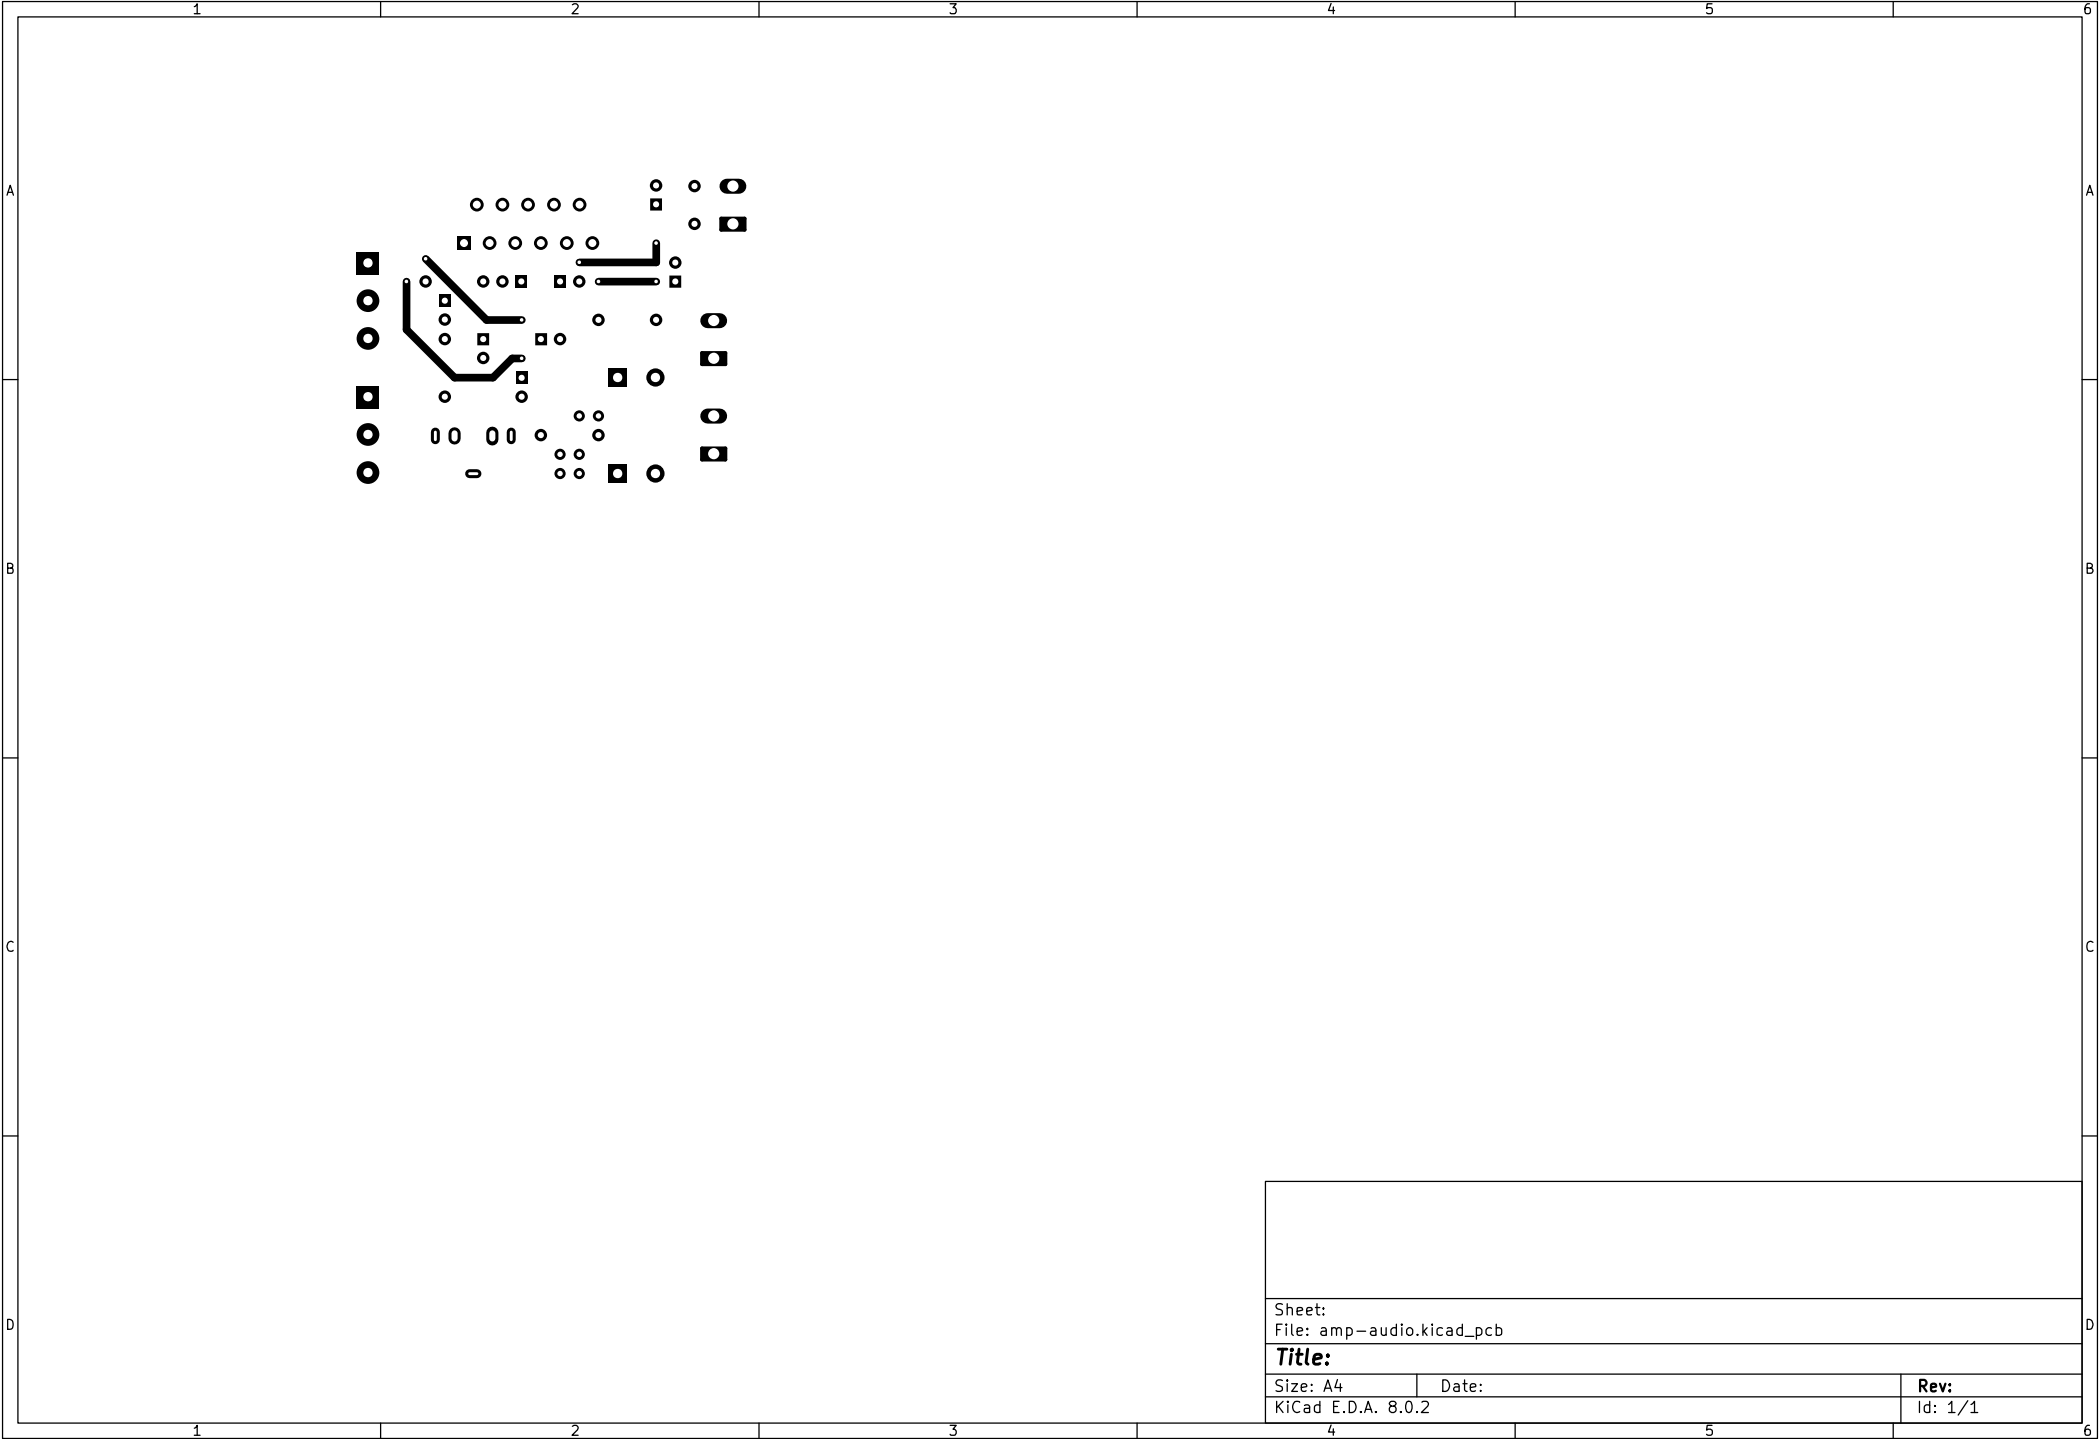 1 2 3 4 5 6
A A
B B
C C
D D
Sheet:
File: amp-audio.kicad_pcb
Title:
Size: A4 Date: Rev:
KiCad E.D.A. 8.0.2 Id: 1/1
1 2 3 4 5 6